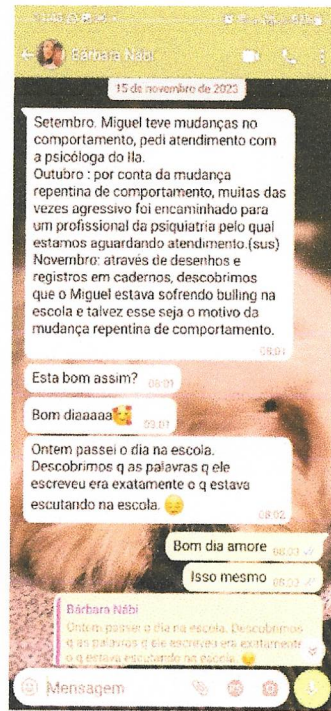 Bárbara Nábi
15 de novembro de 2023
Setembro. Miguel teve mudanças no
comportamento, pedi atendimento com
a psicóloga do Ila.
Outubro : por conta da mudança
repentina de comportamento, muitas das
vezes agressivo foi encaminhado para
um profissional da psiquiatria pelo qual
estamos aguardando atendimento.(sus)
Novembro: através de desenhos e
registros em cadernos, descobrimos
que o Miguel estava sofrendo bulling na
escola e talvez esse seja o motivo da
mudança repentina de comportamento.
08:01
Esta bom assim? 08:01
Bom diaaaaa🥰 08:01
Ontem passei o dia na escola.
Descobrimos q as palavras q ele
escreveu era exatamente o q estava
escutando na escola. 😔 08:02
Bom dia amore 08:03
Isso mesmo 08:03
Bárbara Nábi
Ontem passei o dia na escola. Descobrimos
q as palavras q ele escreveu era exatamente
o q estava escutando na escola. 😔
Mensagem